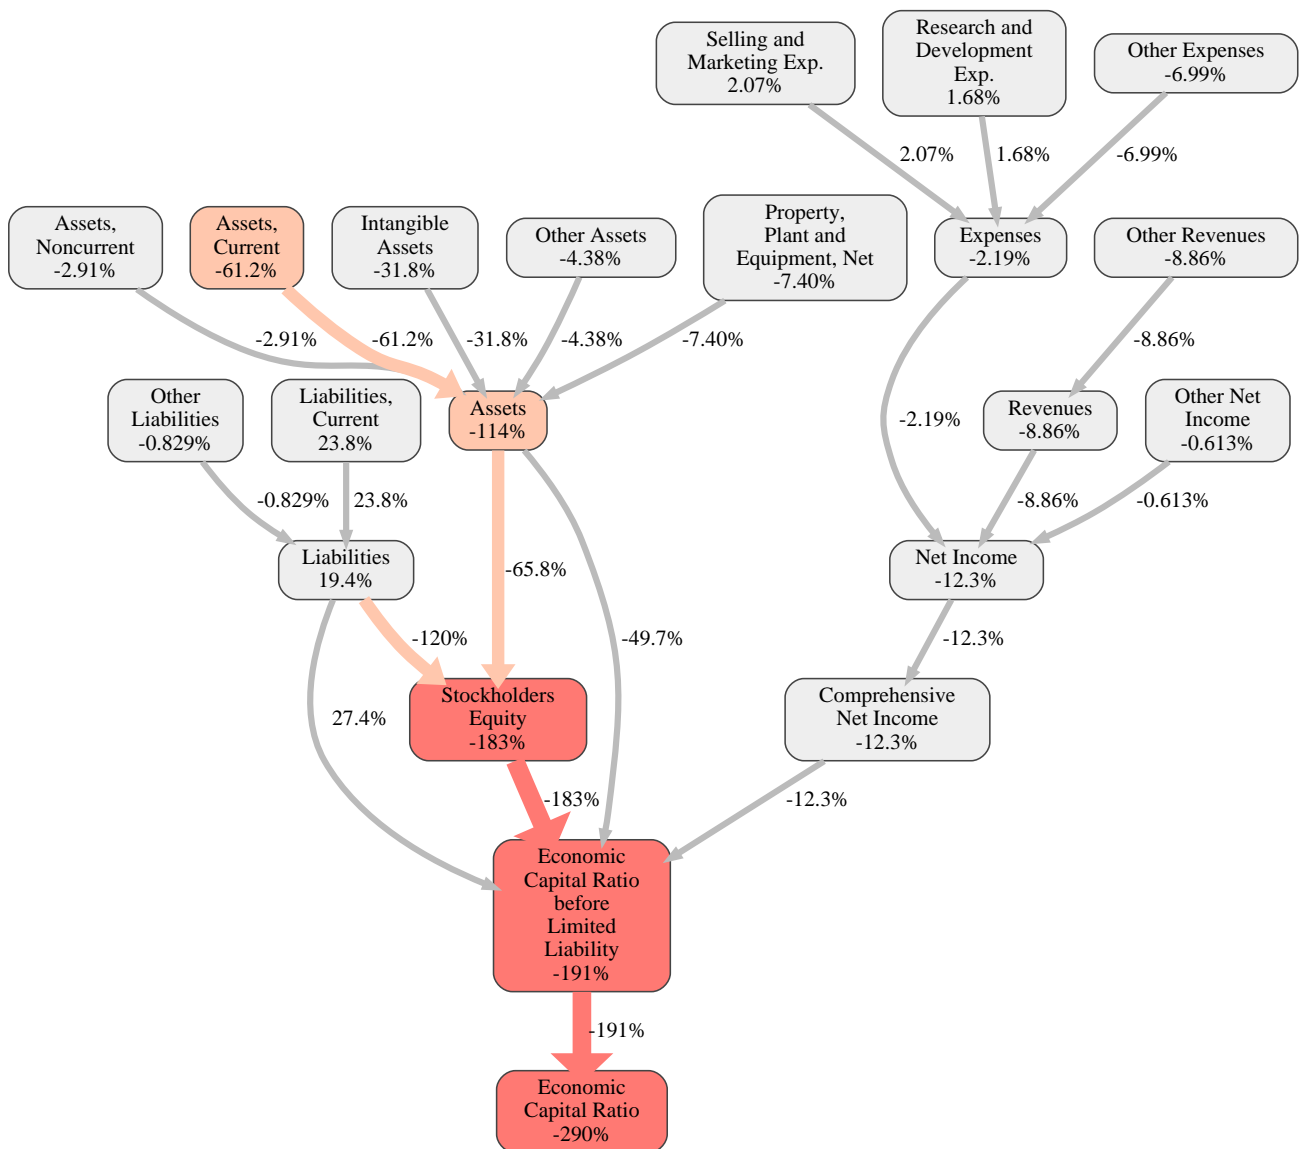 Selling and
Marketing Exp.
2.07%
Research and
Development
Exp.
1.68%
Other Expenses
-6.99%
2.07%
1.68%
-6.99%
Assets,
Noncurrent
-2.91%
Assets,
Current
-61.2%
Intangible
Assets
-31.8%
Other Assets
-4.38%
Property,
Plant and
Equipment, Net
-7.40%
Expenses
-2.19%
Other Revenues
-8.86%
-2.91%
-61.2%
-31.8%
-4.38%
-7.40%
-8.86%
Other
Liabilities
-0.829%
Liabilities,
Current
23.8%
Assets
-114%
-2.19%
Revenues
-8.86%
Other Net
Income
-0.613%
-0.829%
23.8%
-8.86%
-0.613%
Liabilities
19.4%
-65.8%
Net Income
-12.3%
-120%
-49.7%
-12.3%
27.4%
Stockholders
Equity
-183%
Comprehensive
Net Income
-12.3%
-183%
-12.3%
Economic
Capital Ratio
before
Limited
Liability
-191%
-191%
Economic
Capital Ratio
-290%